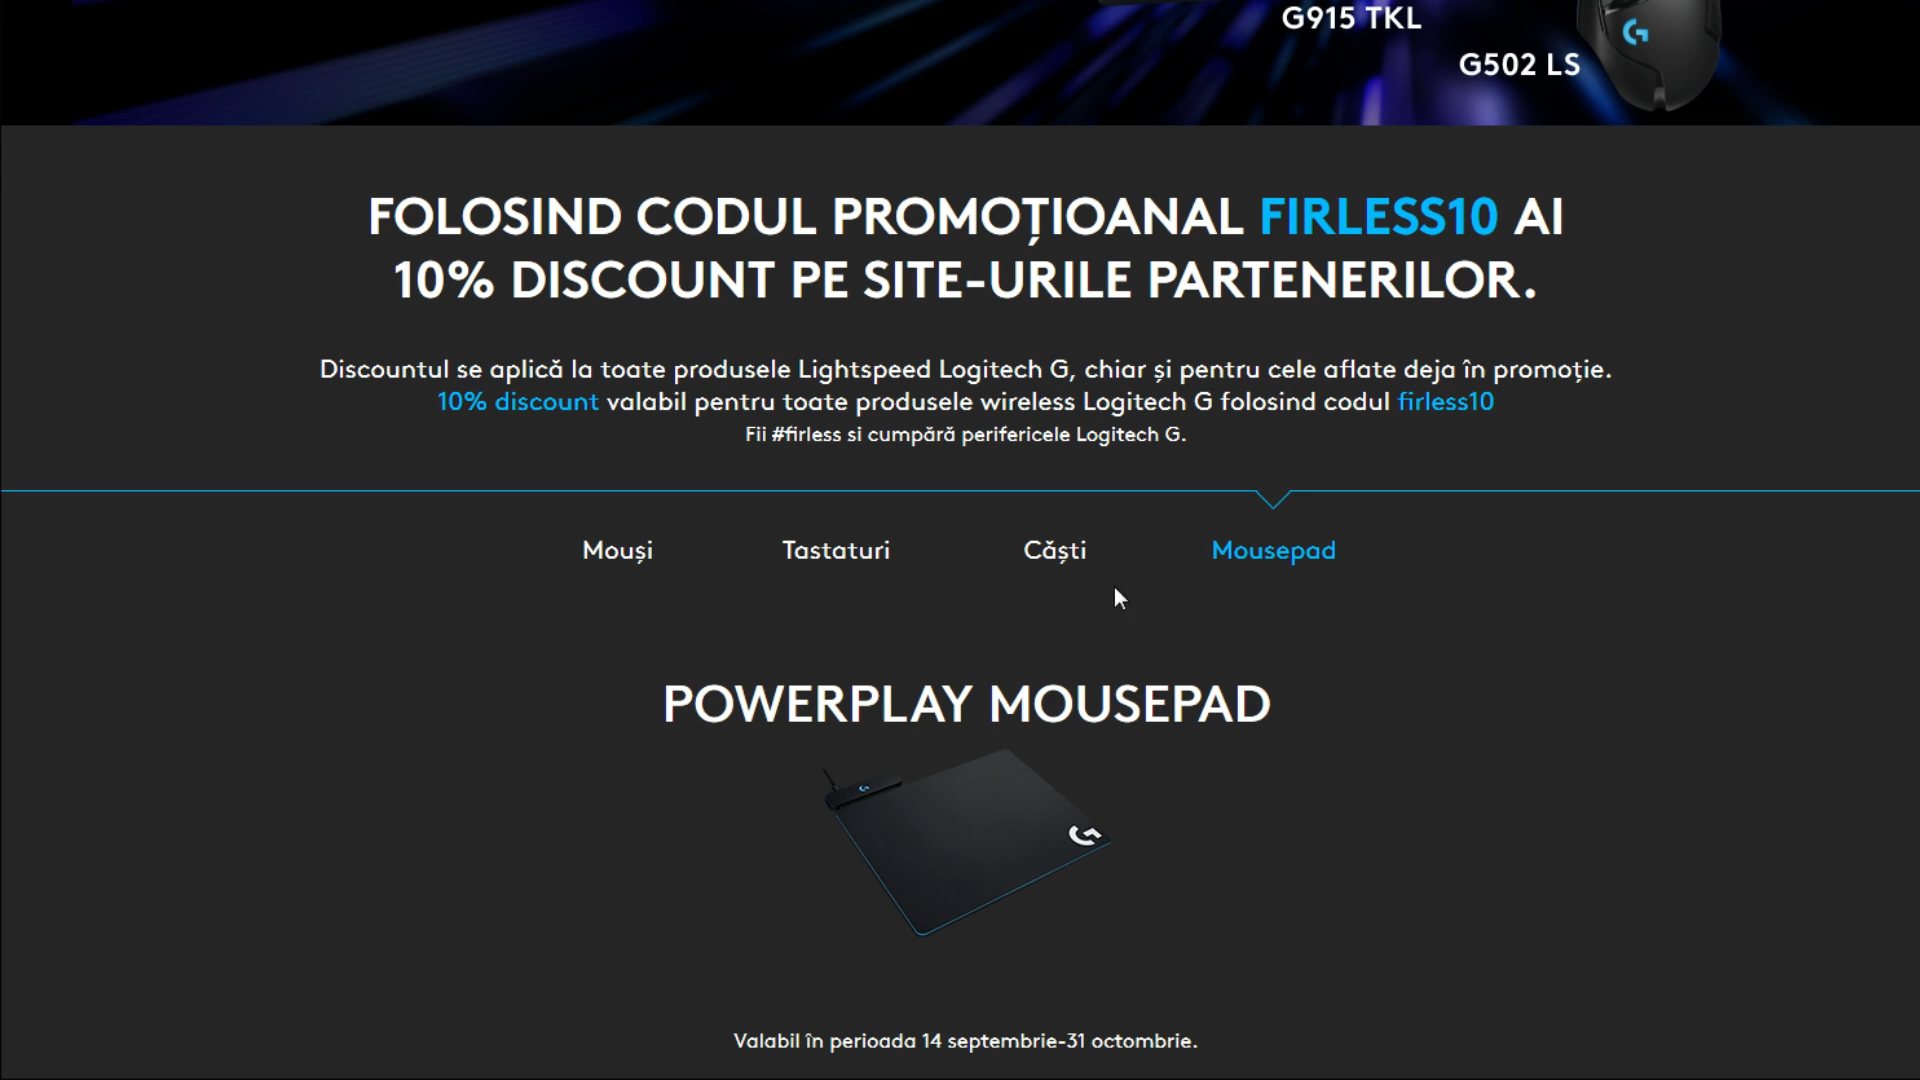 G915 TKL
G502 LS
FOLOSIND CODUL PROMOȚIOANAL FIRLESS10 AI
10% DISCOUNT PE SITE-URILE PARTENERILOR.
Discountul se aplică la toate produsele Lightspeed Logitech G, chiar și pentru cele aflate deja în promoție.
10% discount valabil pentru toate produsele wireless Logitech G folosind codul firless10
Fii #firless si cumpără perifericele Logitech G.
Mouși Tastaturi Căști Mousepad
POWERPLAY MOUSEPAD
Valabil în perioada 14 septembrie-31 octombrie.